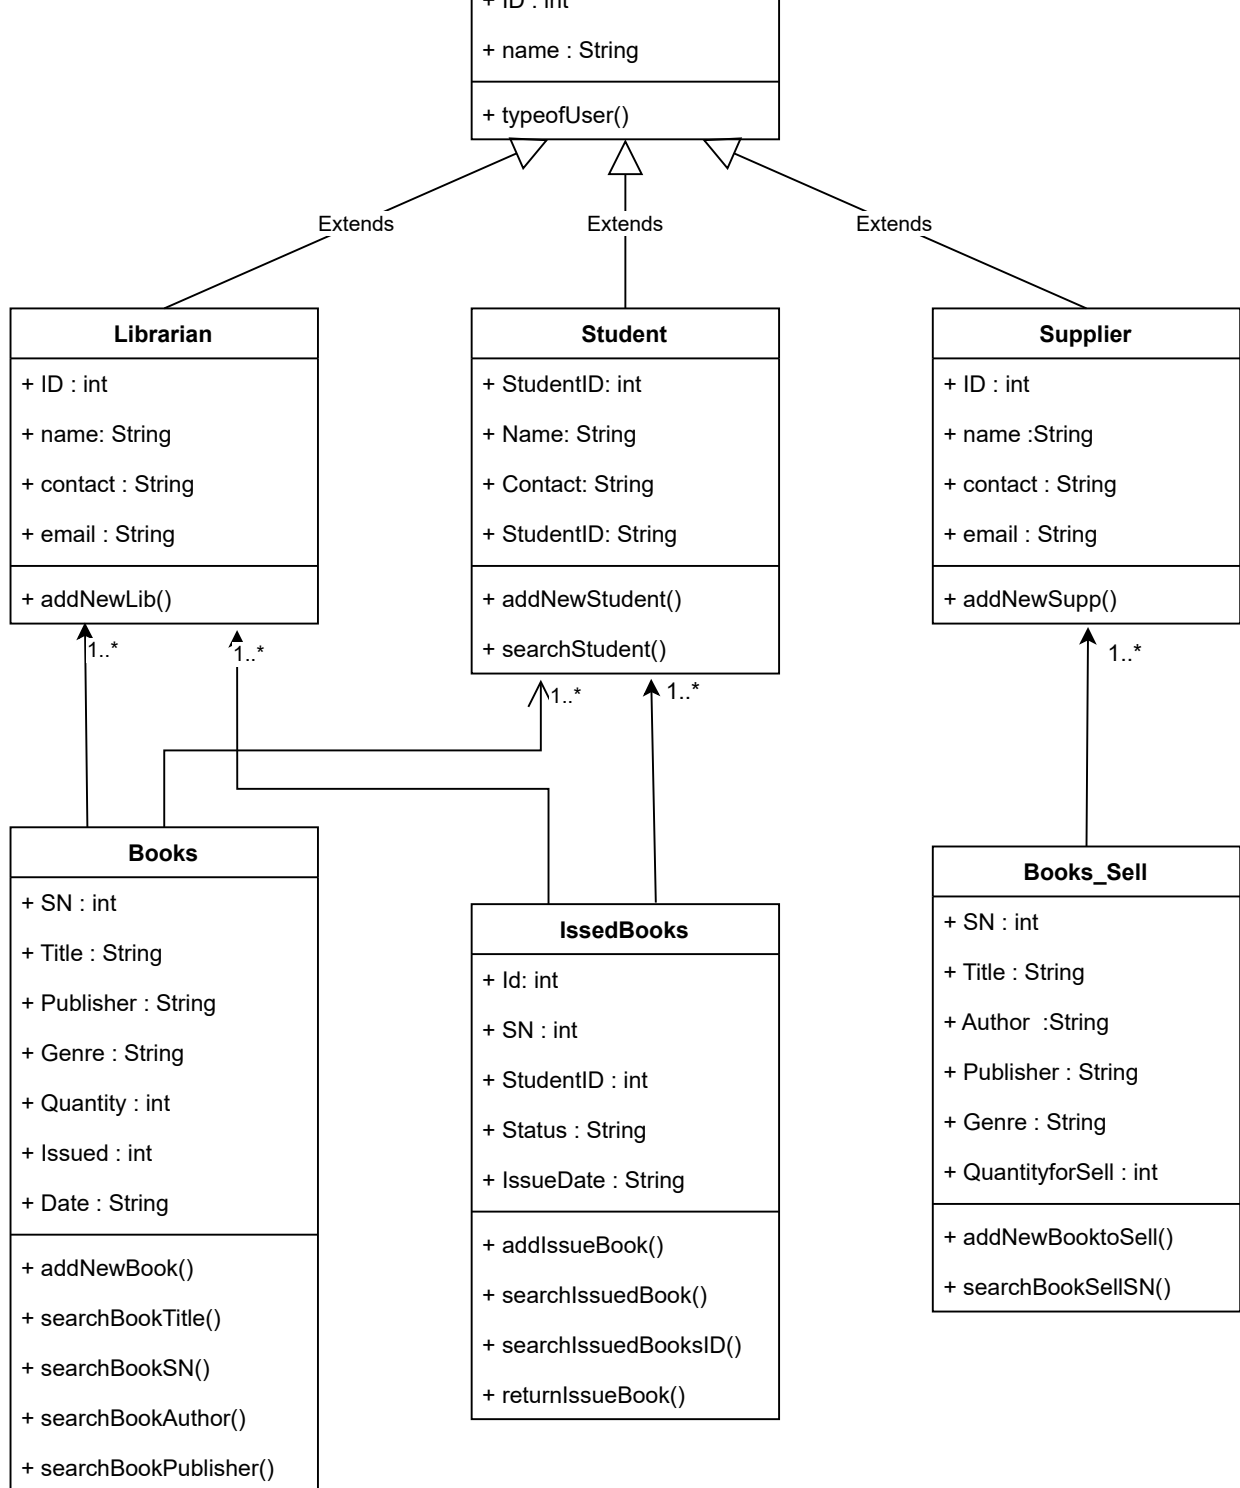 + ID : int
+ name : String
+ typeofUser()
Extends
Extends
Extends
Librarian
+ ID : int
+ name: String
+ contact : String
+ email : String
+ addNewLib()
Student
+ StudentID: int
+ Name: String
+ Contact: String
+ StudentID: String
+ addNewStudent()
+ searchStudent()
Supplier
+ ID : int
+ name :String
+ contact : String
+ email : String
+ addNewSupp()
1..*
1..*
1..*
1..*
1..*
Books
+ SN : int
+ Title : String
+ Publisher : String
+ Genre : String
+ Quantity : int
+ Issued : int
+ Date : String
+ addNewBook()
+ searchBookTitle()
+ searchBookSN()
+ searchBookAuthor()
+ searchBookPublisher()
IssedBooks
+ Id: int
+ SN : int
+ StudentID : int
+ Status : String
+ IssueDate : String
+ addIssueBook()
+ searchIssuedBook()
+ searchIssuedBooksID()
+ returnIssueBook()
Books_Sell
+ SN : int
+ Title : String
+ Author  :String
+ Publisher : String
+ Genre : String
+ QuantityforSell : int
+ addNewBooktoSell()
+ searchBookSellSN()